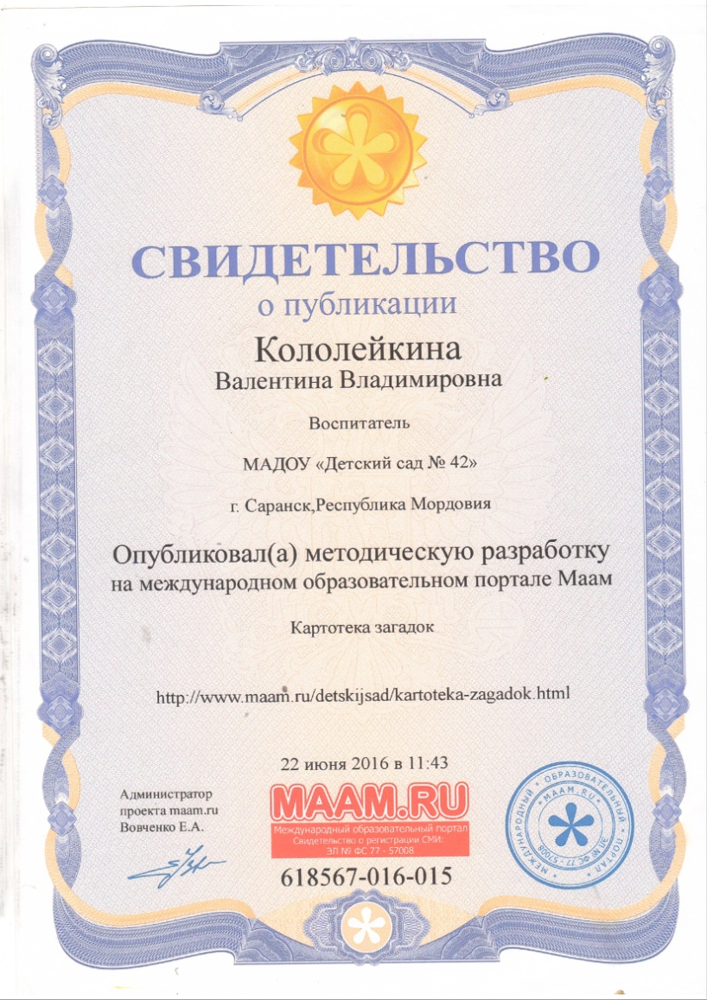 СВИДЕТЕЛЬСТВО
о публикации
Кололейкина
Валентина Владимировна
Воспитатель
МАДОУ «Детский сад № 42»
г. Саранск,Республика Мордовия
Опубликовал(а) методическую разработку
на международном образовательном портале Маам
Картотека загадок
http://www.maam.ru/detskijsad/kartoteka-zagadok.html
22 июня 2016 в 11:43
Администратор
проекта maam.ru
Вовченко Е.А.
MAAM.RU
Международный образовательный портал
Свидетельство о регистрации СМИ:
ЭЛ № ФС 77 - 57008
618567-016-015
МЕЖДУНАРОДНЫЙ * ОБРАЗОВАТЕЛЬНЫЙ * ПОРТАЛ *
* MAAM.RU *
ЭЛ № ФС 77 - 57008